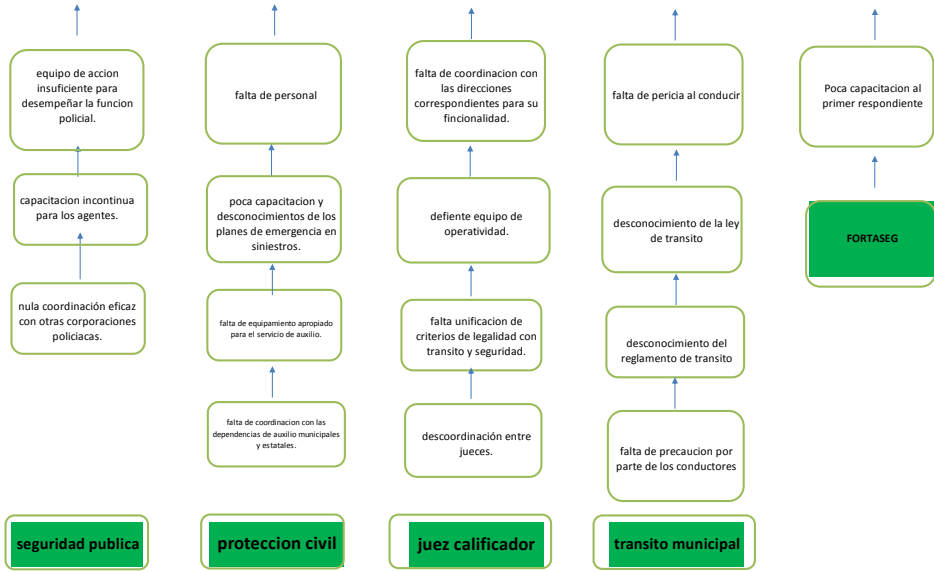 equipo de accion
insuficiente para
desempeñar la funcion
policial.
capacitacion incontinua
para los agentes.
nula coordinación eficaz
con otras corporaciones
policiacas.
seguridad publica
falta de personal
poca capacitacion y
desconocimientos de los
planes de emergencia en
siniestros.
falta de equipamiento apropiado
para el servicio de auxilio.
falta de coordinacion con las
dependencias de auxilio municipales
y estatales.
proteccion civil
falta de coordinacion con
las direcciones
correspondientes para su
fincionalidad.
defiente equipo de
operatividad.
falta unificacion de
criterios de legalidad con
transito y seguridad.
descoordinación entre
jueces.
juez calificador
falta de pericia al conducir
desconocimiento de la ley
de transito
desconocimiento del
reglamento de transito
falta de precaucion por
parte de los conductores
transito municipal
Poca capacitacion al
primer respondiente
FORTASEG